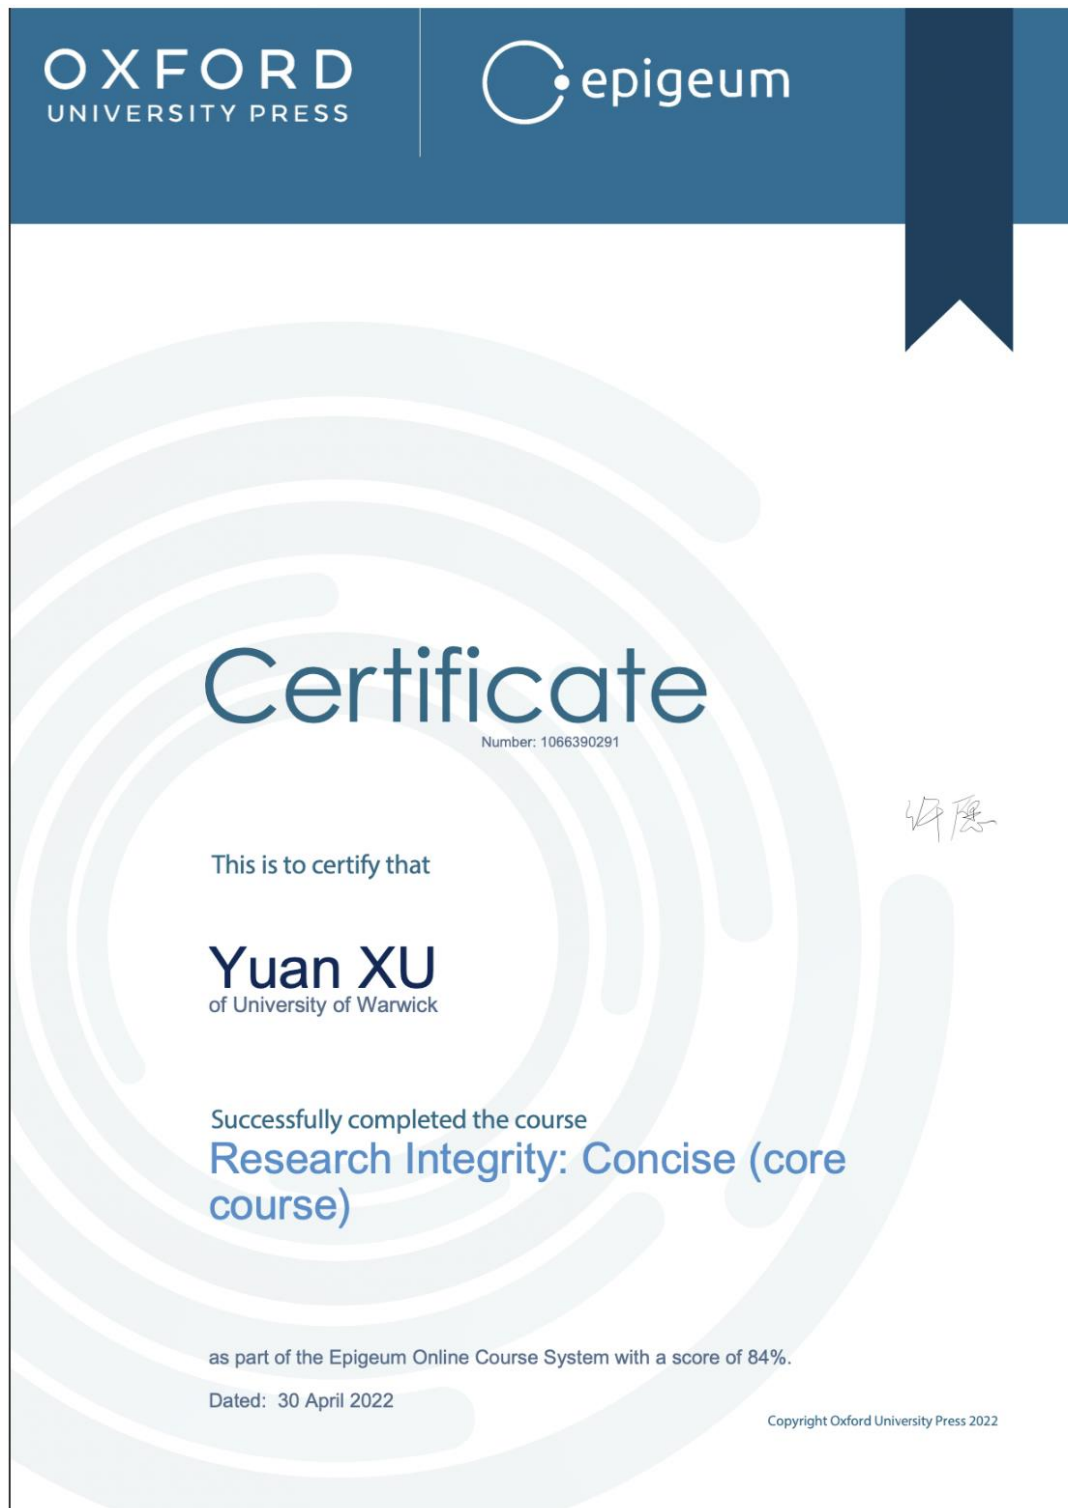 OXFORD
UNIVERSITY PRESS
epigeum
Certificate
Number: 1066390291
许愿
This is to certify that
Yuan XU
of University of Warwick
Successfully completed the course
Research Integrity: Concise (core
course)
as part of the Epigeum Online Course System with a score of 84%.
Dated: 30 April 2022
Copyright Oxford University Press 2022